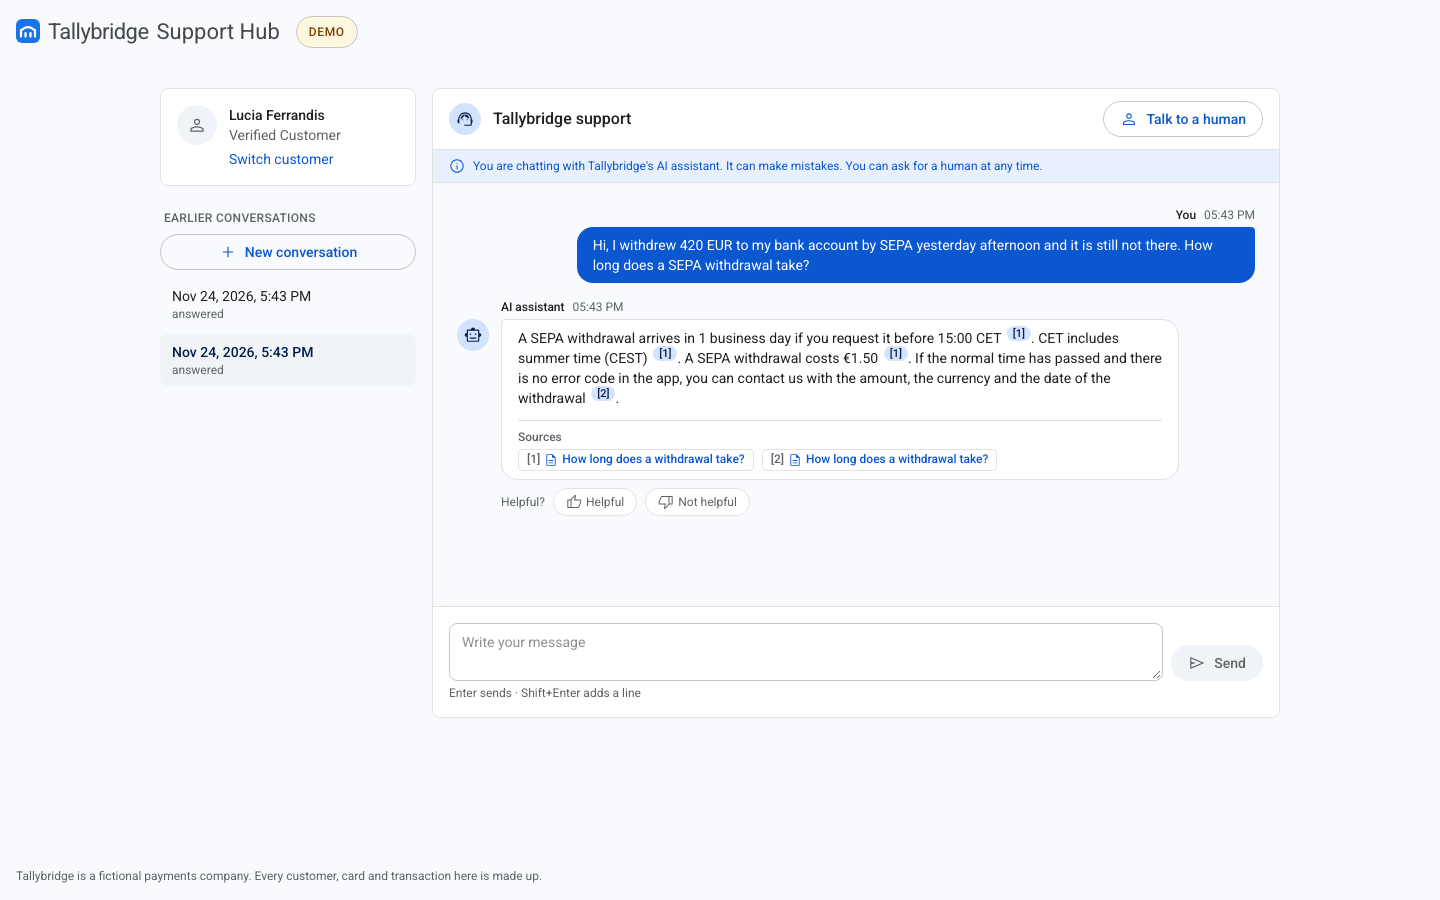 Tallybridge Support Hub DEMO
Lucia Ferrandis
Verified Customer
Switch customer
EARLIER CONVERSATIONS
New conversation
Nov 24, 2026, 5:43 PM
answered
Nov 24, 2026, 5:43 PM
answered
Tallybridge support
Talk to a human
You are chatting with Tallybridge's AI assistant. It can make mistakes. You can ask for a human at any time.
You 05:43 PM
Hi, I withdrew 420 EUR to my bank account by SEPA yesterday afternoon and it is still not there. How
long does a SEPA withdrawal take?
AI assistant 05:43 PM
A SEPA withdrawal arrives in 1 business day if you request it before 15:00 CET [1]. CET includes
summer time (CEST) [1]. A SEPA withdrawal costs €1.50 [1]. If the normal time has passed and there
is no error code in the app, you can contact us with the amount, the currency and the date of the
withdrawal [2].
Sources
[1] How long does a withdrawal take? [2] How long does a withdrawal take?
Helpful? Helpful Not helpful
Write your message
Send
Enter sends · Shift+Enter adds a line
Tallybridge is a fictional payments company. Every customer, card and transaction here is made up.